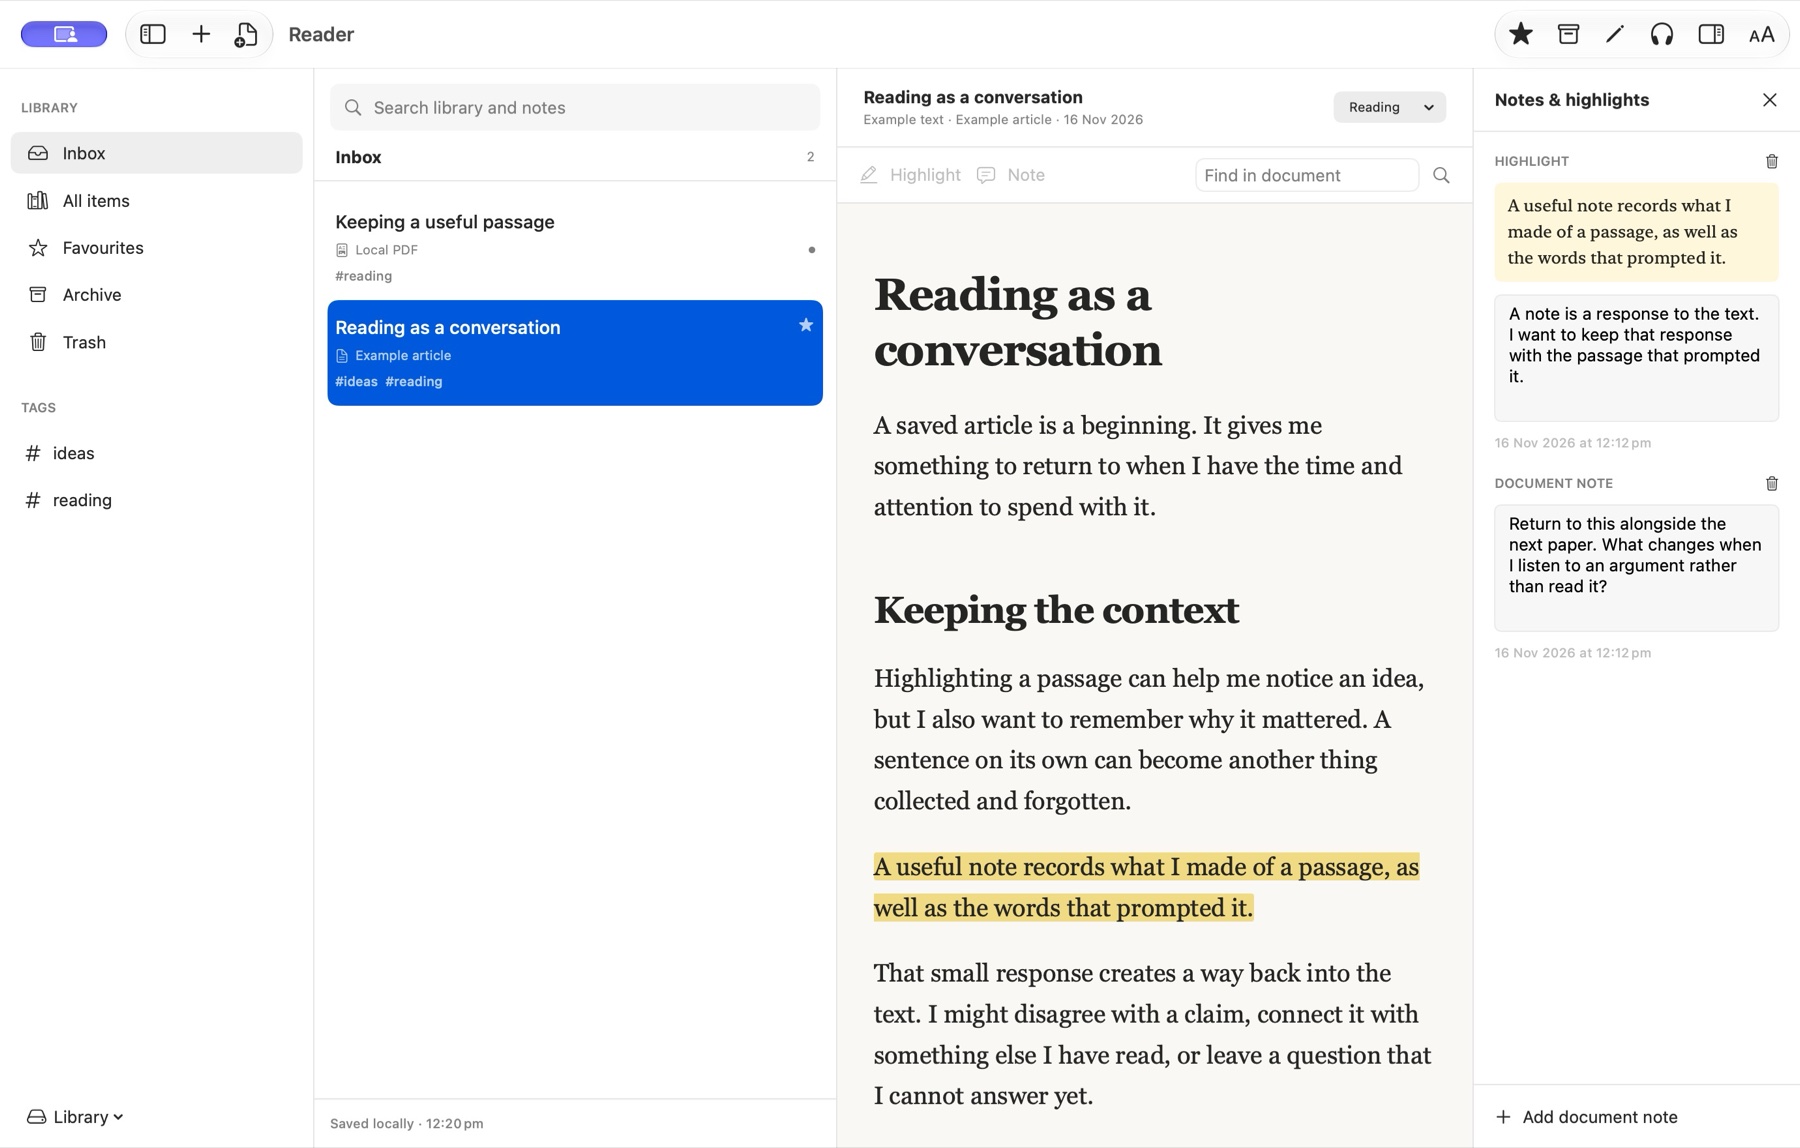 Reader
AA
LIBRARY
Inbox
All items
Favourites
Archive
Trash
TAGS
# ideas
# reading
Library
Search library and notes
Inbox
2
Keeping a useful passage
Local PDF
#reading
Reading as a conversation
Example article
#ideas #reading
Saved locally · 12:20 pm
Reading as a conversation
Example text · Example article · 16 Nov 2026
Reading
Highlight
Note
Find in document
Reading as a
conversation
A saved article is a beginning. It gives me
something to return to when I have the time and
attention to spend with it.
Keeping the context
Highlighting a passage can help me notice an idea,
but I also want to remember why it mattered. A
sentence on its own can become another thing
collected and forgotten.
A useful note records what I made of a passage, as
well as the words that prompted it.
That small response creates a way back into the
text. I might disagree with a claim, connect it with
something else I have read, or leave a question that
I cannot answer yet.
Notes & highlights
HIGHLIGHT
A useful note records what I
made of a passage, as well as
the words that prompted it.
A note is a response to the text.
I want to keep that response
with the passage that prompted
it.
16 Nov 2026 at 12:12 pm
DOCUMENT NOTE
Return to this alongside the
next paper. What changes when
I listen to an argument rather
than read it?
16 Nov 2026 at 12:12 pm
+ Add document note